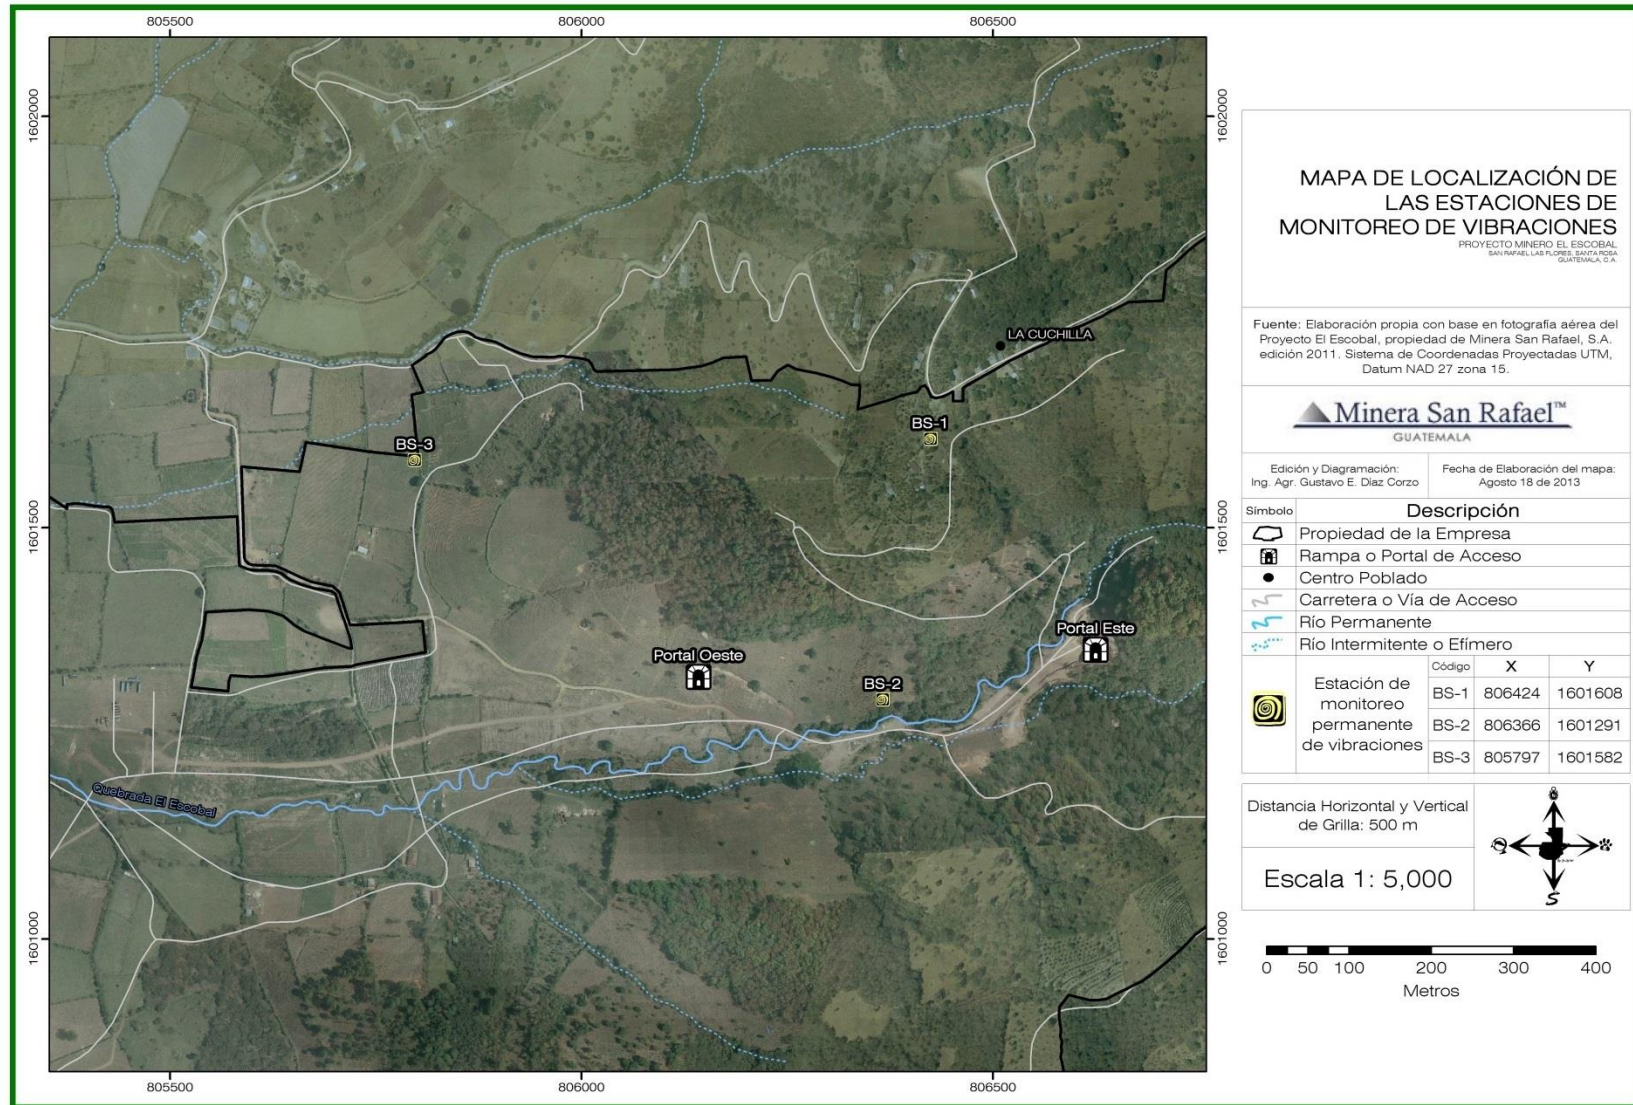 805500
806000
806500
1602000
1602000
LA CUCHILLA
BS-3
BS-1
1601500
1601500
Portal Oeste
Portal Este
BS-2
Quebrada El Escobal
1601000
1601000
805500
806000
806500
MAPA DE LOCALIZACIÓN DE
LAS ESTACIONES DE
MONITOREO DE VIBRACIONES
PROYECTO MINERO EL ESCOBAL
SAN RAFAEL LAS FLORES, SANTA ROSA
GUATEMALA, C.A.
Fuente: Elaboración propia con base en fotografía aérea del
Proyecto El Escobal, propiedad de Minera San Rafael, S.A.
edición 2011. Sistema de Coordenadas Proyectadas UTM,
Datum NAD 27 zona 15.
Minera San Rafael™
GUATEMALA
Edición y Diagramación:
Ing. Agr. Gustavo E. Díaz Corzo
Fecha de Elaboración del mapa:
Agosto 18 de 2013
Símbolo Descripción
Propiedad de la Empresa
Rampa o Portal de Acceso
Centro Poblado
Carretera o Vía de Acceso
Río Permanente
Río Intermitente o Efímero
Estación de
monitoreo
permanente
de vibraciones
Código X Y
BS-1 806424 1601608
BS-2 806366 1601291
BS-3 805797 1601582
Distancia Horizontal y Vertical
de Grilla: 500 m
Escala 1: 5,000
S
0 50 100 200 300 400
Metros